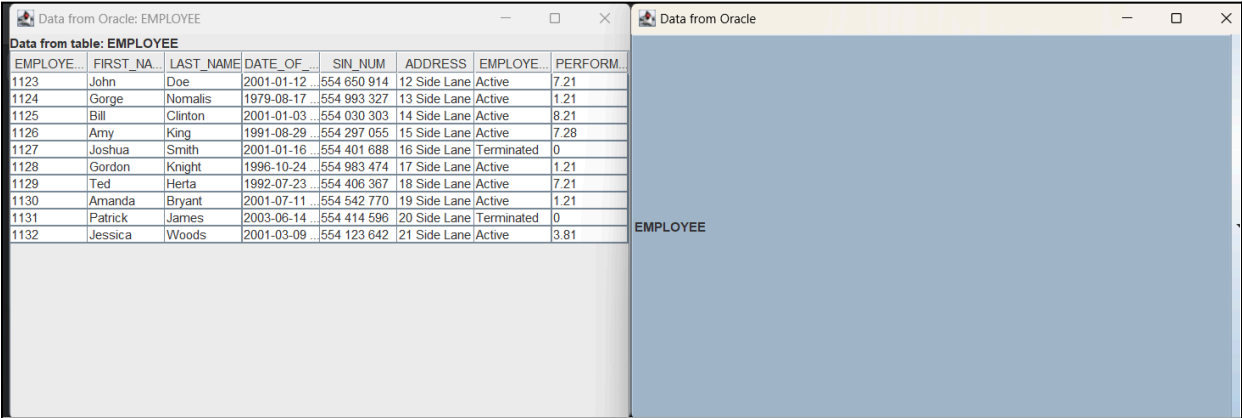 Data from Oracle: EMPLOYEE
Data from table: EMPLOYEE
EMPLOYE... FIRST_NA... LAST_NAME DATE_OF_... SIN_NUM ADDRESS EMPLOYE... PERFORM...
1123 John Doe 2001-01-12 ... 554 650 914 12 Side Lane Active 7.21
1124 Gorge Nomalis 1979-08-17 ... 554 993 327 13 Side Lane Active 1.21
1125 Bill Clinton 2001-01-03 ... 554 030 303 14 Side Lane Active 8.21
1126 Amy King 1991-08-29 ... 554 297 055 15 Side Lane Active 7.28
1127 Joshua Smith 2001-01-16 ... 554 401 688 16 Side Lane Terminated 0
1128 Gordon Knight 1996-10-24 ... 554 983 474 17 Side Lane Active 1.21
1129 Ted Herta 1992-07-23 ... 554 406 367 18 Side Lane Active 7.21
1130 Amanda Bryant 2001-07-11 ... 554 542 770 19 Side Lane Active 1.21
1131 Patrick James 2003-06-14 ... 554 414 596 20 Side Lane Terminated 0
1132 Jessica Woods 2001-03-09 ... 554 123 642 21 Side Lane Active 3.81
Data from Oracle
EMPLOYEE